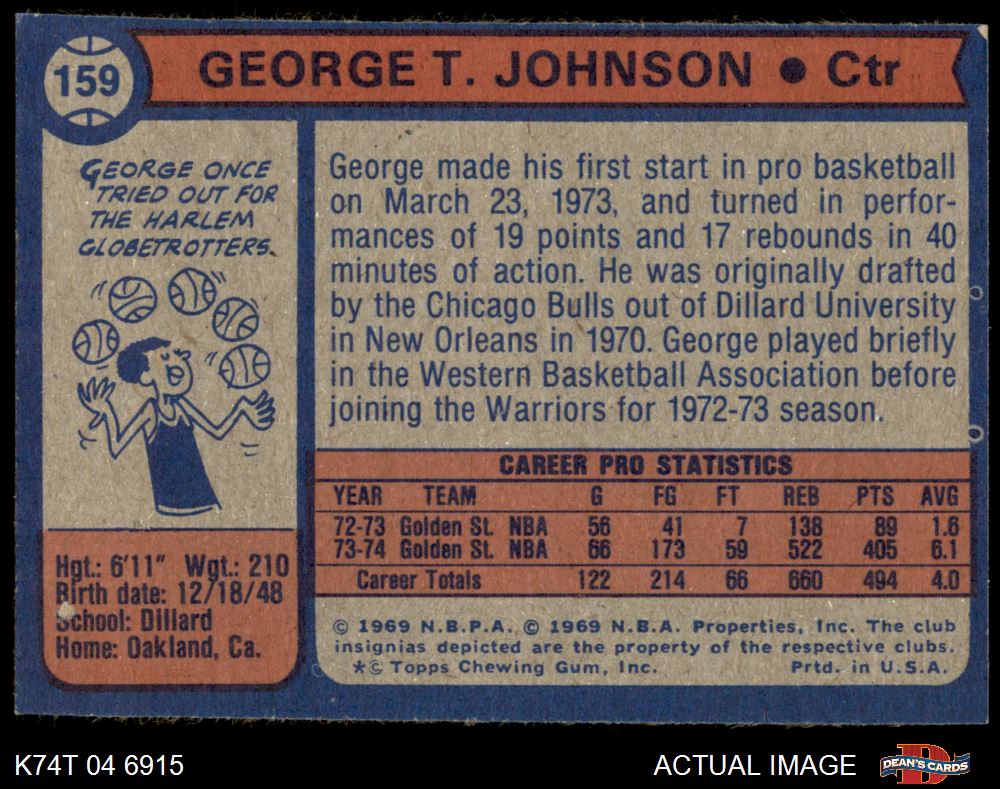 159
GEORGE T. JOHNSON ● Ctr
GEORGE ONCE
TRIED OUT FOR
THE HARLEM
GLOBETROTTERS.
Hgt.: 6'11" Wgt.: 210
Birth date: 12/18/48
School: Dillard
Home: Oakland, Ca.
George made his first start in pro basketball
on March 23, 1973, and turned in perfor-
mances of 19 points and 17 rebounds in 40
minutes of action. He was originally drafted
by the Chicago Bulls out of Dillard University
in New Orleans in 1970. George played briefly
in the Western Basketball Association before
joining the Warriors for 1972-73 season.
CAREER PRO STATISTICS
YEAR TEAM G FG FT REB PTS AVG
72-73 Golden St. NBA 56 41 7 138 89 1.6
73-74 Golden St. NBA 66 173 59 522 405 6.1
Career Totals 122 214 66 660 494 4.0
© 1969 N.B.P.A. © 1969 N.B.A. Properties, Inc. The club
insignias depicted are the property of the respective clubs.
*© Topps Chewing Gum, Inc. Prtd. in U.S.A.
K74T 04 6915
ACTUAL IMAGE
DEAN'S CARDS